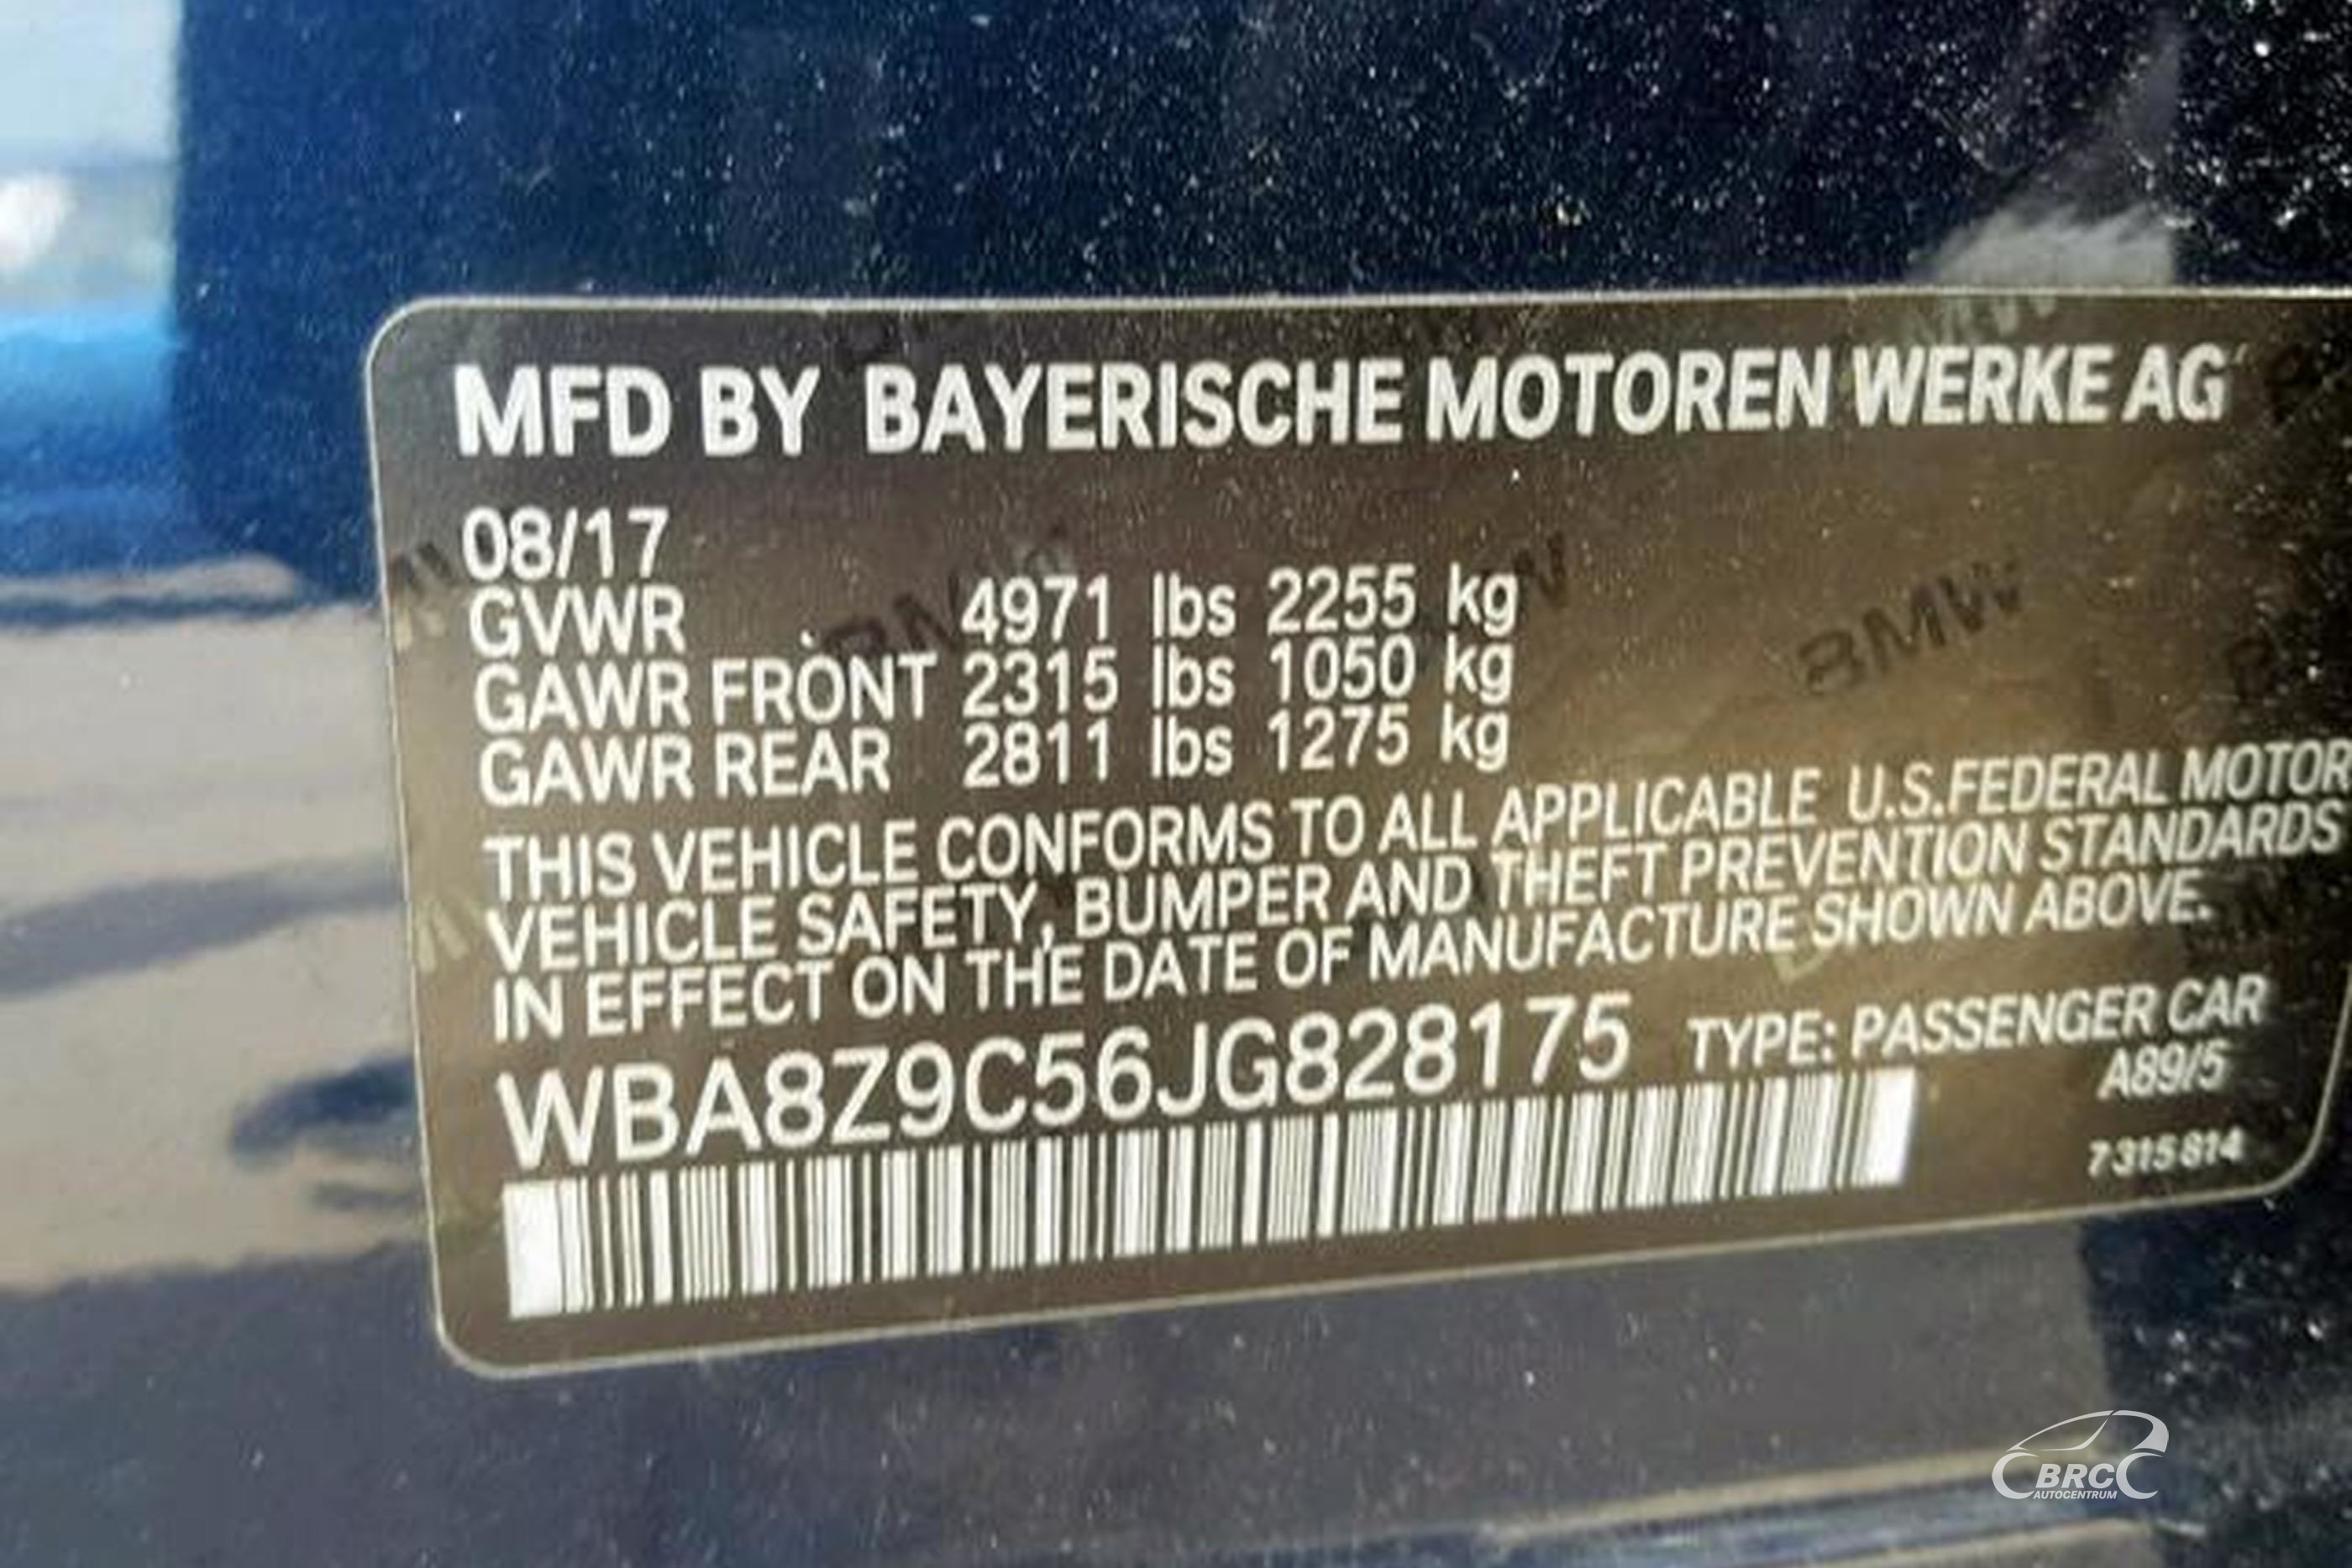 MFD BY BAYERISCHE MOTOREN WERKE AG
08/17
GVWR 4971 lbs 2255 kg
GAWR FRONT 2315 lbs 1050 kg
GAWR REAR 2811 lbs 1275 kg
THIS VEHICLE CONFORMS TO ALL APPLICABLE U.S.FEDERAL MOTOR
VEHICLE SAFETY, BUMPER AND THEFT PREVENTION STANDARDS
IN EFFECT ON THE DATE OF MANUFACTURE SHOWN ABOVE.
WBA8Z9C56JG828175 TYPE: PASSENGER CAR
A89/5
7 315 814
BMW
BMW
BRC
AUTOCENTRUM